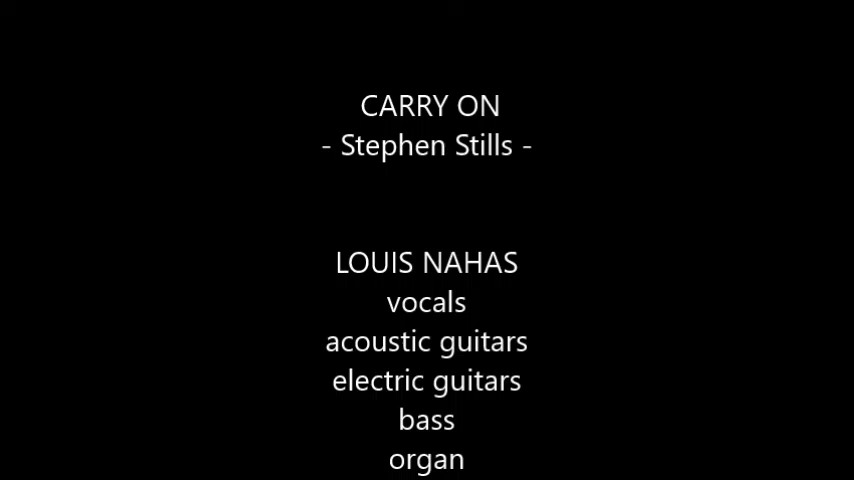 CARRY ON
- Stephen Stills -
LOUIS NAHAS
vocals
acoustic guitars
electric guitars
bass
organ